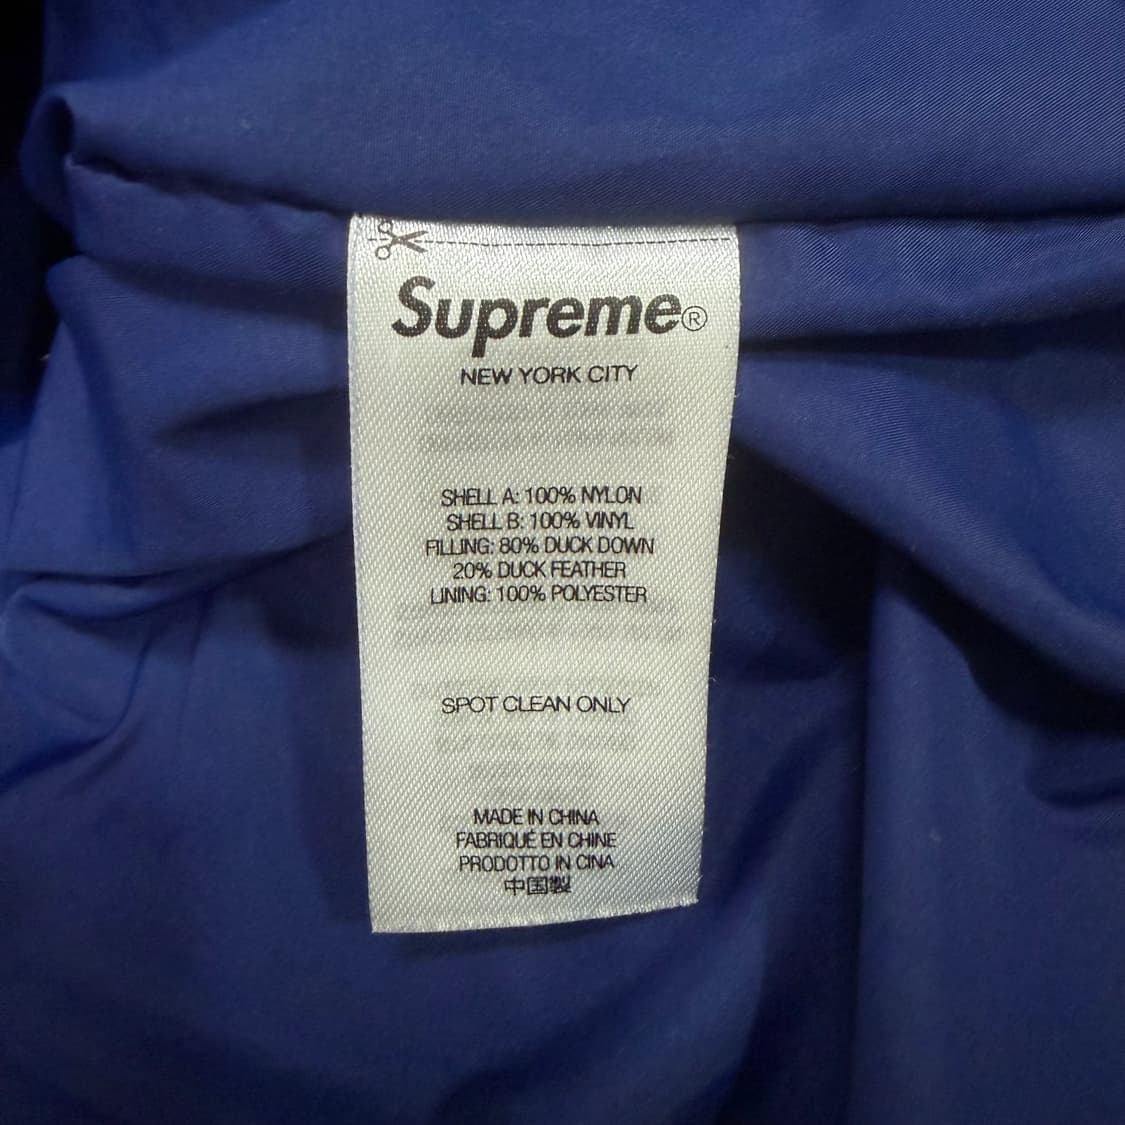 Supreme®
NEW YORK CITY
SHELL A: 100% NYLON
SHELL B: 100% VINYL
FILLING: 80% DUCK DOWN
20% DUCK FEATHER
LINING: 100% POLYESTER
SPOT CLEAN ONLY
MADE IN CHINA
FABRIQUÉ EN CHINE
PRODOTTO IN CINA
中国製